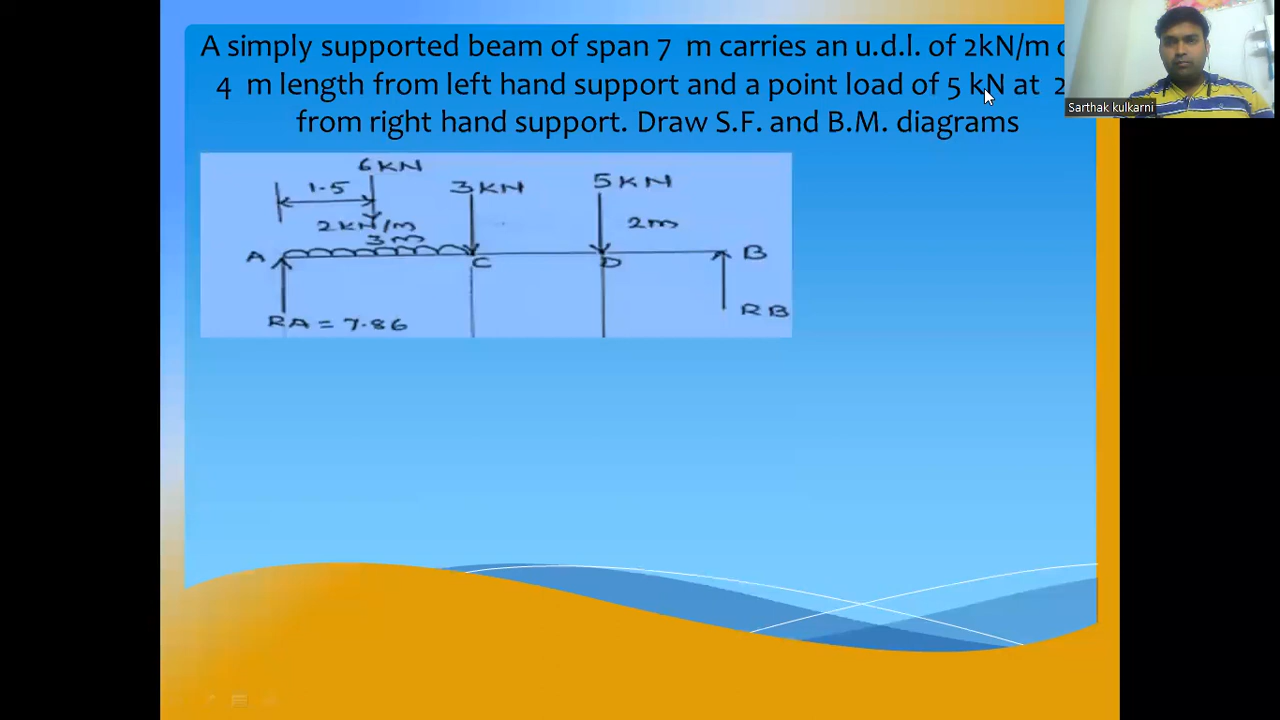 A simply supported beam of span 7 m carries an u.d.l. of 2kN/m
4 m length from left hand support and a point load of 5 kN at 2
from right hand support. Draw S.F. and B.M. diagrams
Sarthak kulkarni
6KN
1.5
3KN
5KN
2KN/m
2m
3m
A
C
D
B
RA = 7.86
RB